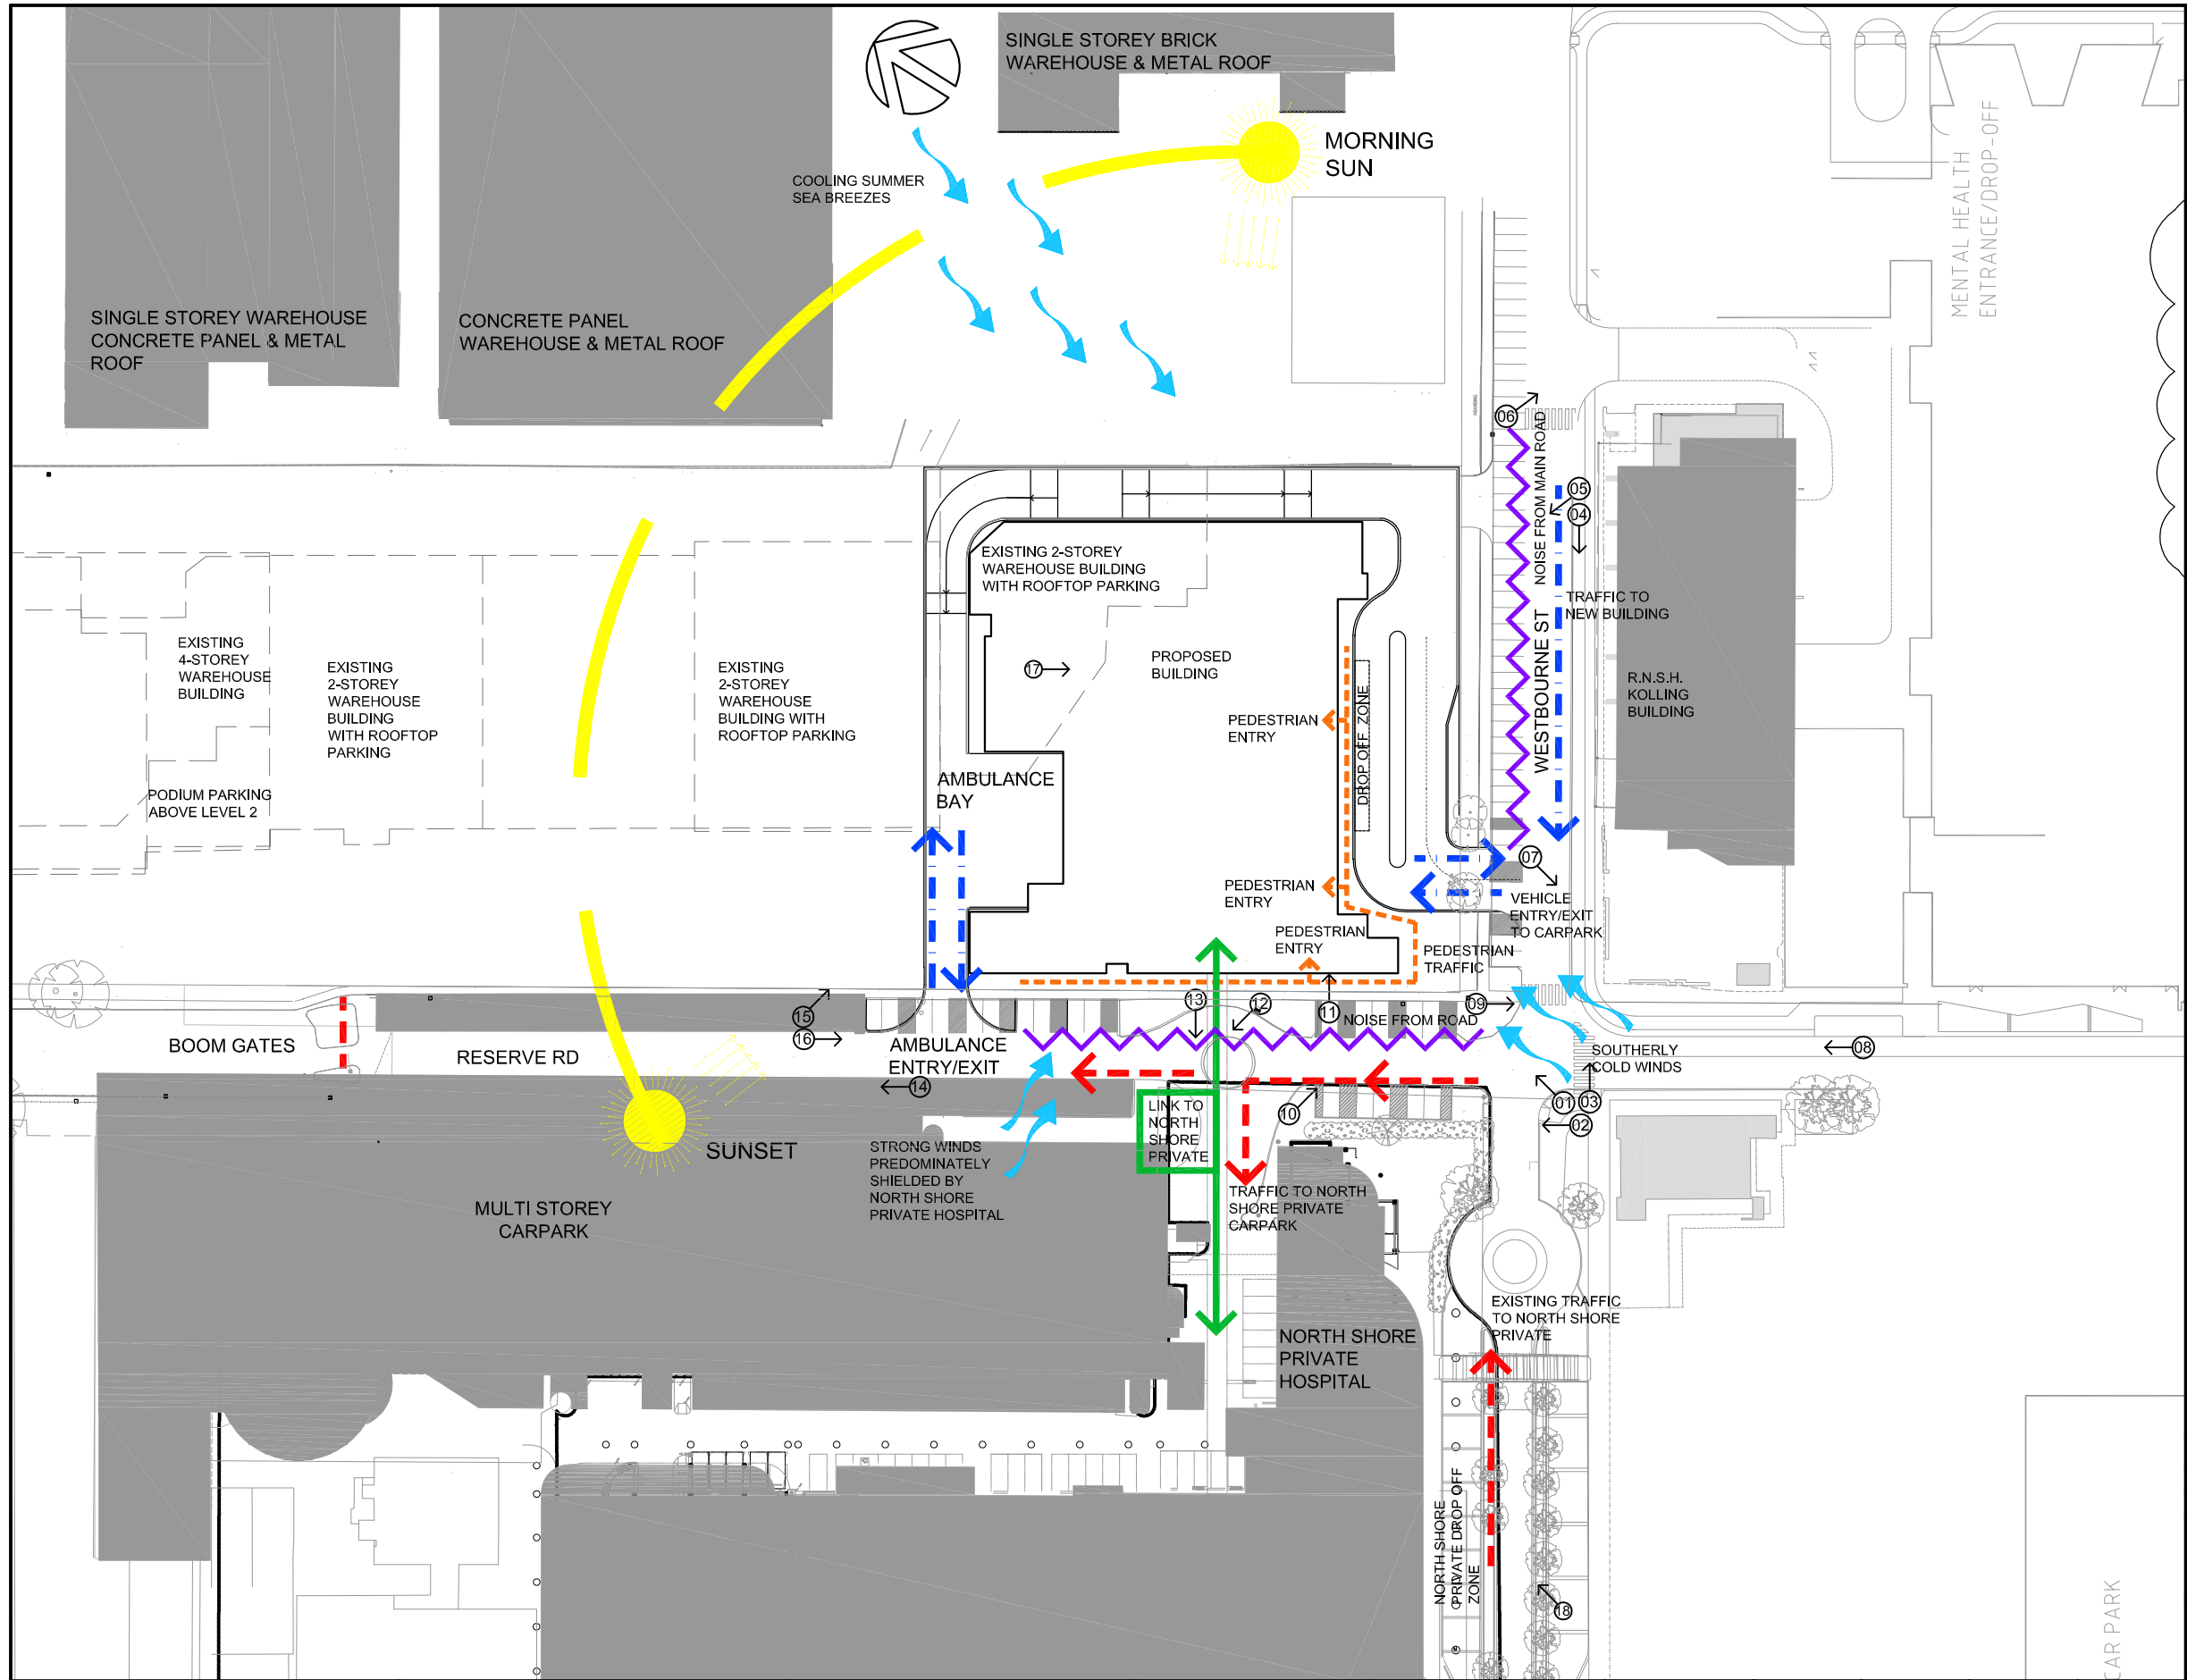 SINGLE STOREY BRICK
WAREHOUSE & METAL ROOF
MORNING
SUN
COOLING SUMMER
SEA BREEZES
MENTAL HEALTH
ENTRANCE/DROP-OFF
SINGLE STOREY WAREHOUSE
CONCRETE PANEL & METAL
ROOF
CONCRETE PANEL
WAREHOUSE & METAL ROOF
06
NOISE FROM MAIN ROAD
05
04
EXISTING 2-STOREY
WAREHOUSE BUILDING
WITH ROOFTOP PARKING
TRAFFIC TO
NEW BUILDING
WESTBOURNE ST
EXISTING
4-STOREY
WAREHOUSE
BUILDING
EXISTING
2-STOREY
WAREHOUSE
BUILDING
WITH ROOFTOP
PARKING
EXISTING
2-STOREY
WAREHOUSE
BUILDING WITH
ROOFTOP PARKING
17
PROPOSED
BUILDING
R.N.S.H.
KOLLING
BUILDING
PEDESTRIAN
ENTRY
DROP OFF ZONE
PODIUM PARKING
ABOVE LEVEL 2
AMBULANCE
BAY
07
PEDESTRIAN
ENTRY
VEHICLE
ENTRY/EXIT
TO CARPARK
PEDESTRIAN
ENTRY
PEDESTRIAN
TRAFFIC
15
16
13
12
11
09
NOISE FROM ROAD
BOOM GATES
RESERVE RD
AMBULANCE
ENTRY/EXIT
14
08
SOUTHERLY
COLD WINDS
01
03
02
10
LINK TO
NORTH
SHORE
PRIVATE
SUNSET
STRONG WINDS
PREDOMINATELY
SHIELDED BY
NORTH SHORE
PRIVATE HOSPITAL
TRAFFIC TO NORTH
SHORE PRIVATE
CARPARK
MULTI STOREY
CARPARK
EXISTING TRAFFIC
TO NORTH SHORE
PRIVATE
NORTH SHORE
PRIVATE
HOSPITAL
NORTH SHORE
PRIVATE DROP OFF
ZONE
18
CAR PARK